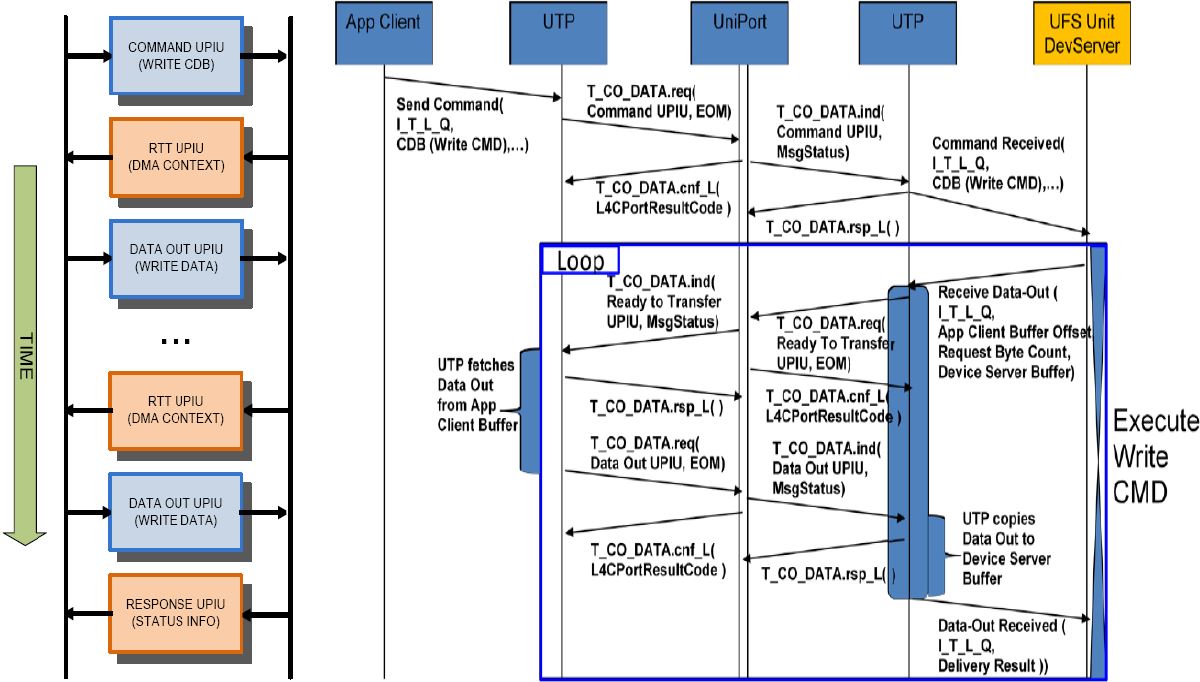 COMMAND UPIU
(WRITE CDB)
RTT UPIU
(DMA CONTEXT)
DATA OUT UPIU
(WRITE DATA)
...
RTT UPIU
(DMA CONTEXT)
DATA OUT UPIU
(WRITE DATA)
RESPONSE UPIU
(STATUS INFO)
TIME
App Client
UTP
UniPort
UTP
UFS Unit
DevServer
Send Command(
I_T_L_Q,
CDB (Write CMD),...)
T_CO_DATA.req(
Command UPIU, EOM)
T_CO_DATA.ind(
Command UPIU,
MsgStatus)
Command Received(
I_T_L_Q,
CDB (Write CMD),...)
T_CO_DATA.cnf_L(
L4CPortResultCode )
T_CO_DATA.rsp_L( )
Loop
T_CO_DATA.ind(
Ready to Transfer
UPIU, MsgStatus)
Receive Data-Out (
I_T_L_Q,
App Client Buffer Offset,
Request Byte Count,
Device Server Buffer)
T_CO_DATA.req(
Ready To Transfer
UPIU, EOM)
UTP fetches
Data Out
from App
Client Buffer
T_CO_DATA.rsp_L( )
T_CO_DATA.cnf_L(
L4CPortResultCode )
Execute
Write
CMD
T_CO_DATA.req(
Data Out UPIU, EOM)
T_CO_DATA.ind(
Data Out UPIU,
MsgStatus)
UTP copies
Data Out to
Device Server
Buffer
T_CO_DATA.cnf_L(
L4CPortResultCode )
T_CO_DATA.rsp_L( )
Data-Out Received (
I_T_L_Q,
Delivery Result ))